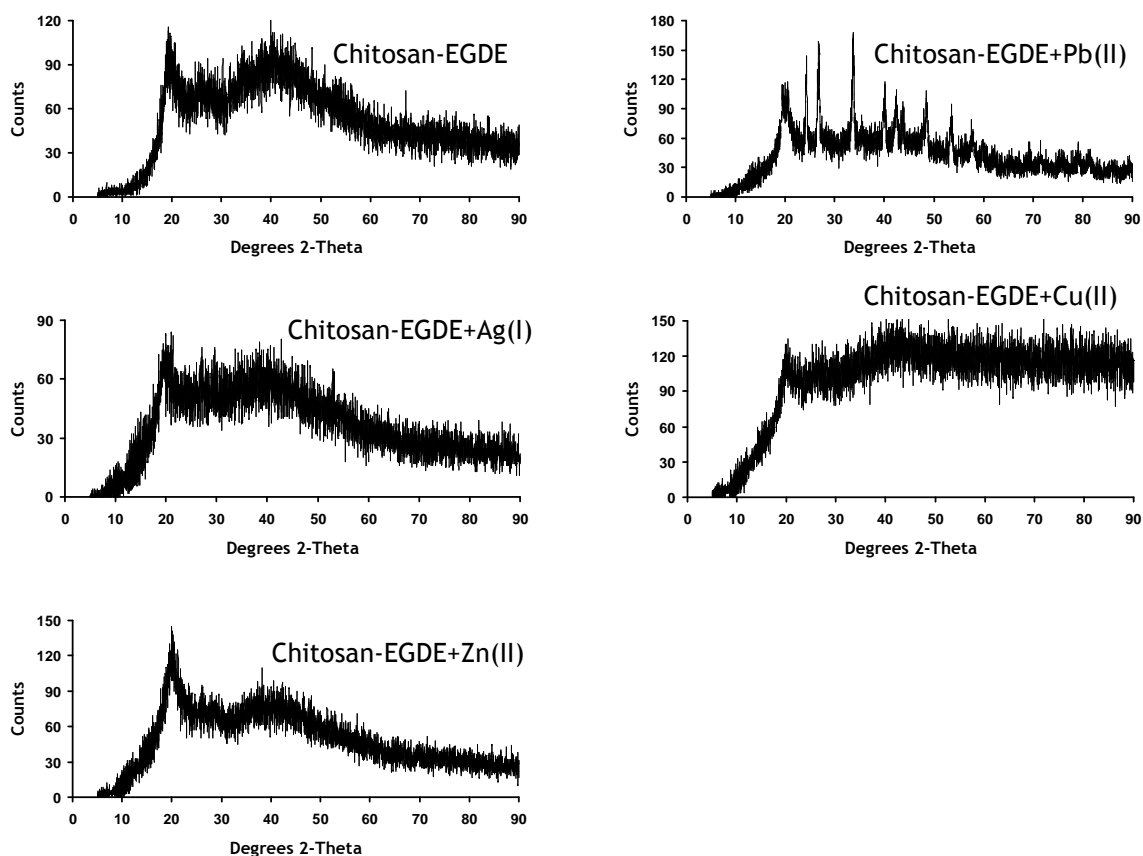 Chitosan-EGDE
Counts
120
90
60
30
0
0 10 20 30 40 50 60 70 80 90
Degrees 2-Theta
Chitosan-EGDE+Pb(II)
Counts
180
150
120
90
60
30
0
0 10 20 30 40 50 60 70 80 90
Degrees 2-Theta
Chitosan-EGDE+Ag(I)
Counts
90
60
30
0
0 10 20 30 40 50 60 70 80 90
Degrees 2-Theta
Chitosan-EGDE+Cu(II)
Counts
150
120
90
60
30
0
0 10 20 30 40 50 60 70 80 90
Degrees 2-Theta
Chitosan-EGDE+Zn(II)
Counts
150
120
90
60
30
0
0 10 20 30 40 50 60 70 80 90
Degrees 2-Theta